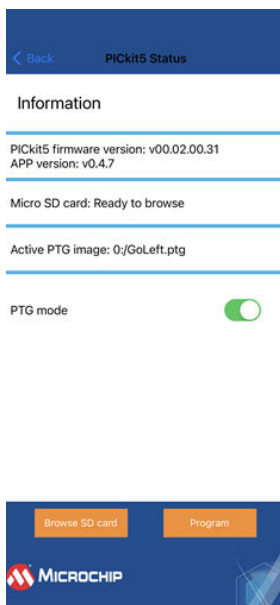 < Back PICkit5 Status
Information
PICkit5 firmware version: v00.02.00.31
APP version: v0.4.7
Micro SD card: Ready to browse
Active PTG image: 0:/GoLeft.ptg
PTG mode
Browse SD card Program
MICROCHIP